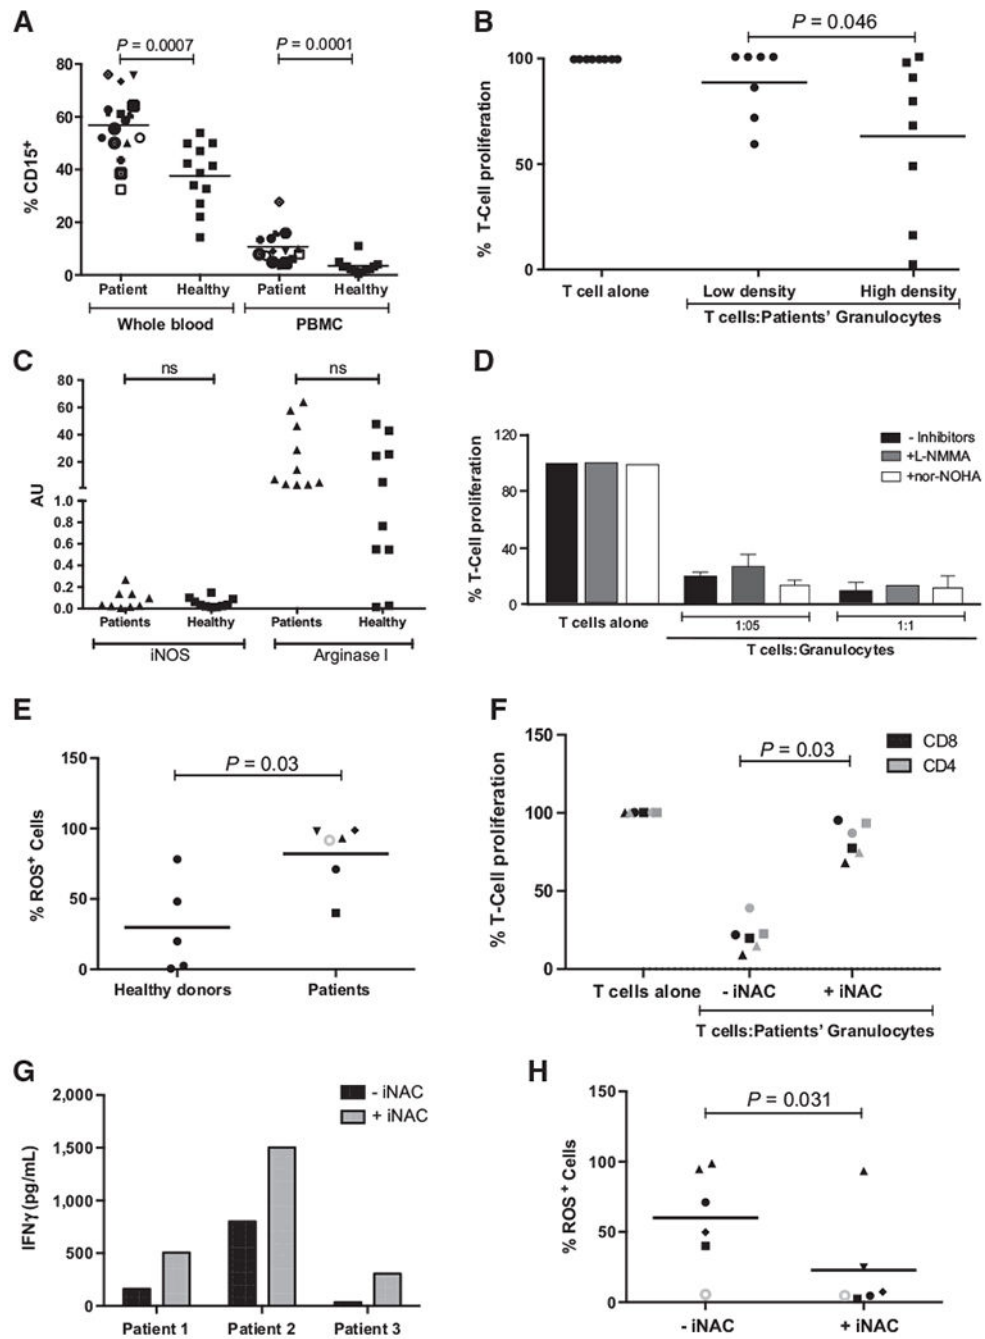 A
P = 0.0007
P = 0.0001
80
60
40
20
0
% CD15+
Patient Healthy Patient Healthy
Whole blood PBMC
B
P = 0.046
100
50
0
% T-Cell proliferation
T cell alone Low density High density
T cells:Patients' Granulocytes
C
ns ns
80
60
40
20
1.0
0.8
0.6
0.4
0.2
0.0
AU
Patients Healthy Patients Healthy
iNOS Arginase I
D
120
80
40
0
% T-Cell proliferation
- Inhibitors
+L-NMMA
+nor-NOHA
T cells alone 1:05 1:1
T cells:Granulocytes
E
P = 0.03
150
100
50
0
% ROS+ Cells
Healthy donors Patients
F
P = 0.03
150
100
50
0
% T-Cell proliferation
CD8
CD4
T cells alone - iNAC + iNAC
T cells:Patients' Granulocytes
G
2,000
1,500
1,000
500
0
IFNγ (pg/mL)
- iNAC
+ iNAC
Patient 1 Patient 2 Patient 3
H
P = 0.031
150
100
50
0
% ROS + Cells
- iNAC + iNAC